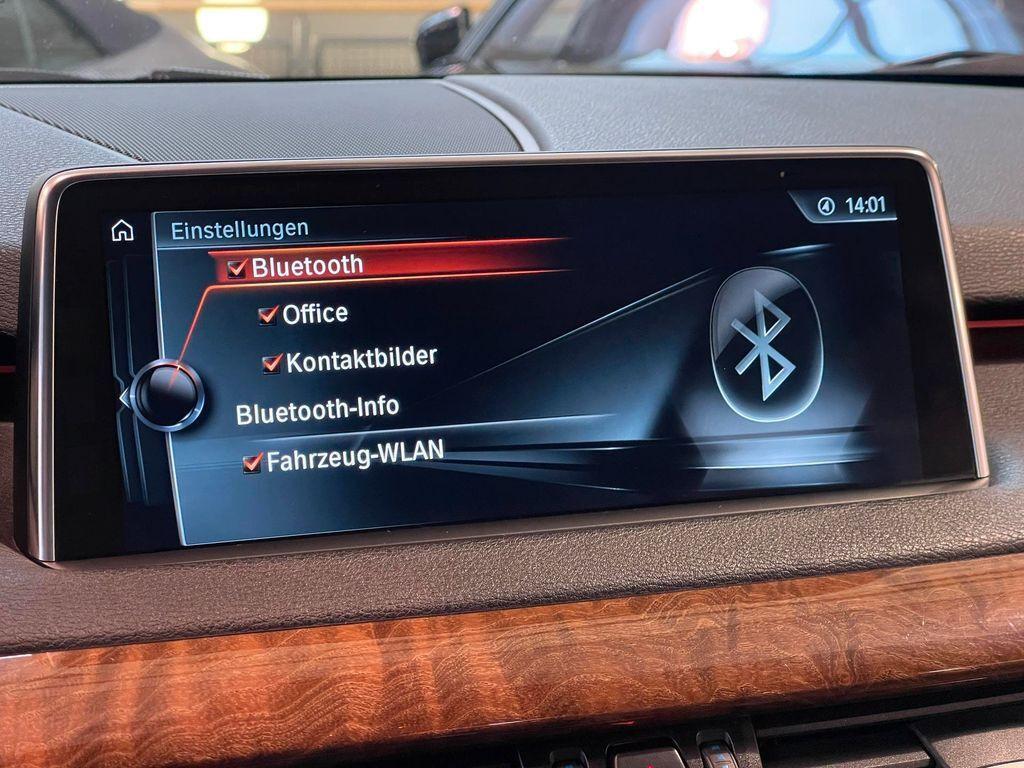 Einstellungen
14:01
Bluetooth
Office
Kontaktbilder
Bluetooth-Info
Fahrzeug-WLAN